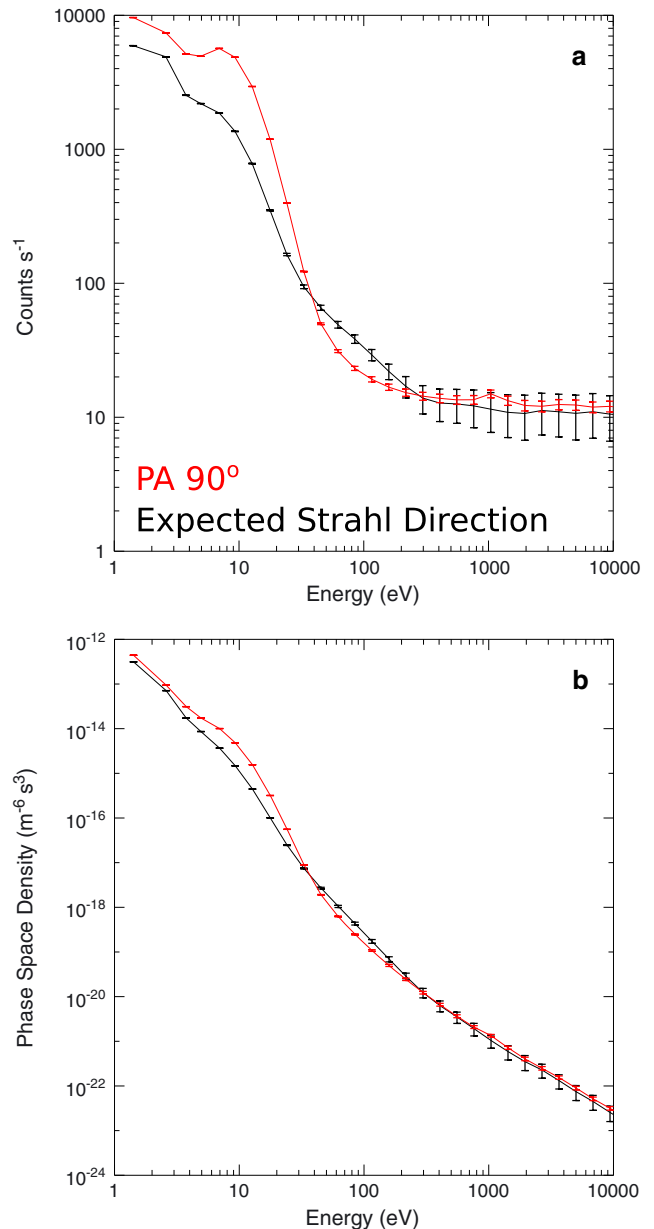 a
10000
1000
100
10
1
Counts s⁻¹
PA 90º
Expected Strahl Direction
1 10 100 1000 10000
Energy (eV)
b
10⁻¹²
10⁻¹⁴
10⁻¹⁶
10⁻¹⁸
10⁻²⁰
10⁻²²
10⁻²⁴
Phase Space Density (m⁻⁶ s³)
1 10 100 1000 10000
Energy (eV)